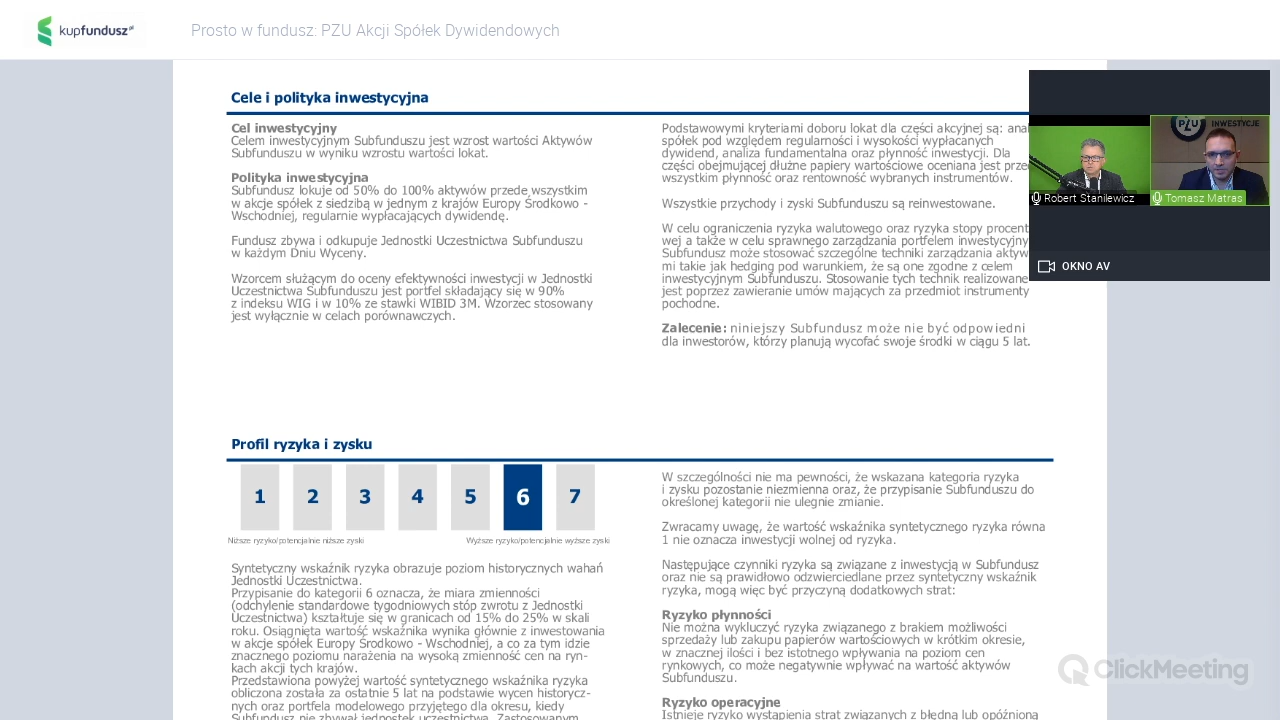 kupfundusz.pl
Prosto w fundusz: PZU Akcji Spółek Dywidendowych
Cele i polityka inwestycyjna
Cel inwestycyjny
Celem inwestycyjnym Subfunduszu jest wzrost wartości Aktywów
Subfunduszu w wyniku wzrostu wartości lokat.
Polityka inwestycyjna
Subfundusz lokuje od 50% do 100% aktywów przede wszystkim
w akcje spółek z siedzibą w jednym z krajów Europy Środkowo -
Wschodniej, regularnie wypłacających dywidendę.
Fundusz zbywa i odkupuje Jednostki Uczestnictwa Subfunduszu
w każdym Dniu Wyceny.
Wzorcem służącym do oceny efektywności inwestycji w Jednostki
Uczestnictwa Subfunduszu jest portfel składający się w 90%
z indeksu WIG i w 10% ze stawki WIBID 3M. Wzorzec stosowany
jest wyłącznie w celach porównawczych.
Podstawowymi kryteriami doboru lokat dla części akcyjnej są:
spółek pod względem regularności i wysokości wypłacanych
dywidend, analiza fundamentalna oraz płynność inwestycji. Dla
części obejmującej dłużne papiery wartościowe oceniana jest prze
wszystkim płynność oraz rentowność wybranych instrumentów.
Wszystkie przychody i zyski Subfunduszu są reinwestowane.
W celu ograniczenia ryzyka walutowego oraz ryzyka stopy procent
wej a także w celu sprawnego zarządzania portfelem inwestycyjny
Subfundusz może stosować szczególne techniki zarządzania aktyw
mi takie jak hedging pod warunkiem, że są one zgodne z celem
inwestycyjnym Subfunduszu. Stosowanie tych technik realizowane
jest poprzez zawieranie umów mających za przedmiot instrumenty
pochodne.
Zalecenie: niniejszy Subfundusz może nie być odpowiedni
dla inwestorów, którzy planują wycofać swoje środki w ciągu 5 lat.
PZU INWESTYCJE
Robert Stanilewicz
Tomasz Matras
OKNO AV
Profil ryzyka i zysku
1 2 3 4 5 6 7
Niższe ryzyko/potencjalnie niższe zyski
Wyższe ryzyko/potencjalnie wyższe zyski
Syntetyczny wskaźnik ryzyka obrazuje poziom historycznych wahań
Jednostki Uczestnictwa.
Przypisanie do kategorii 6 oznacza, że miara zmienności
(odchylenie standardowe tygodniowych stóp zwrotu z Jednostki
Uczestnictwa) kształtuje się w granicach od 15% do 25% w skali
roku. Osiągnięta wartość wskaźnika wynika głównie z inwestowania
w akcje spółek Europy Środkowo - Wschodniej, a co za tym idzie
znacznego poziomu narażenia na wysoką zmienność cen na ryn-
kach akcji tych krajów.
Przedstawiona powyżej wartość syntetycznego wskaźnika ryzyka
obliczona została za ostatnie 5 lat na podstawie wycen historycz-
nych oraz portfela modelowego przyjętego dla okresu, kiedy
Subfundusz nie zbywał jednostek uczestnictwa. Zastosowanym
W szczególności nie ma pewności, że wskazana kategoria ryzyka
i zysku pozostanie niezmienna oraz, że przypisanie Subfunduszu do
określonej kategorii nie ulegnie zmianie.
Zwracamy uwagę, że wartość wskaźnika syntetycznego ryzyka równa
1 nie oznacza inwestycji wolnej od ryzyka.
Następujące czynniki ryzyka są związane z inwestycją w Subfundusz
oraz nie są prawidłowo odzwierciedlane przez syntetyczny wskaźnik
ryzyka, mogą więc być przyczyną dodatkowych strat:
Ryzyko płynności
Nie można wykluczyć ryzyka związanego z brakiem możliwości
sprzedaży lub zakupu papierów wartościowych w krótkim okresie,
w znacznej ilości i bez istotnego wpływania na poziom cen
rynkowych, co może negatywnie wpływać na wartość aktywów
Subfunduszu.
Ryzyko operacyjne
Istnieje ryzyko wystąpienia strat związanych z błędną lub opóźnioną
ClickMeeting